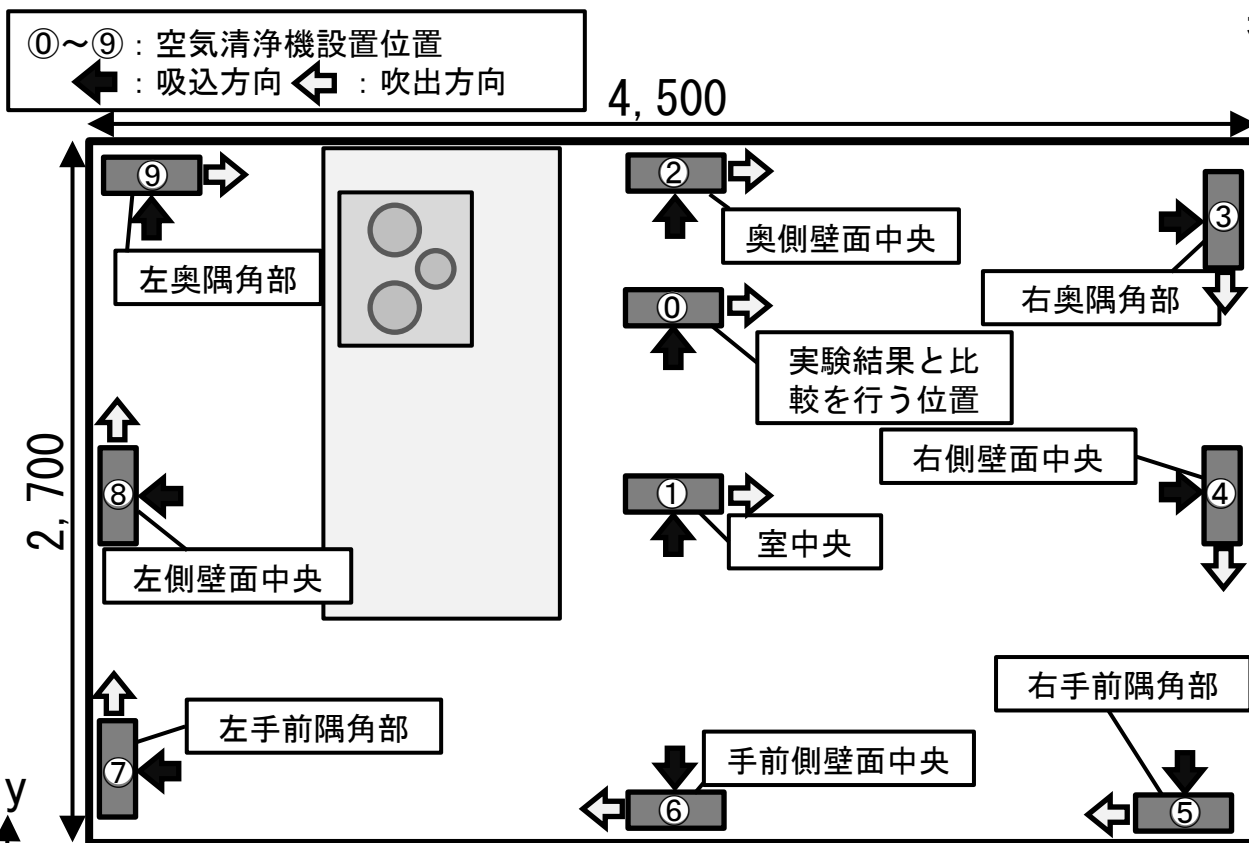 ⓪～⑨：空気清浄機設置位置
：吸込方向 ：吹出方向
4,500
⑨
②
③
奥側壁面中央
左奥隅角部
右奥隅角部
⓪
実験結果と比
較を行う位置
2,700
右側壁面中央
⑧
①
④
室中央
左側壁面中央
右手前隅角部
左手前隅角部
手前側壁面中央
⑦
y
⑥
⑤